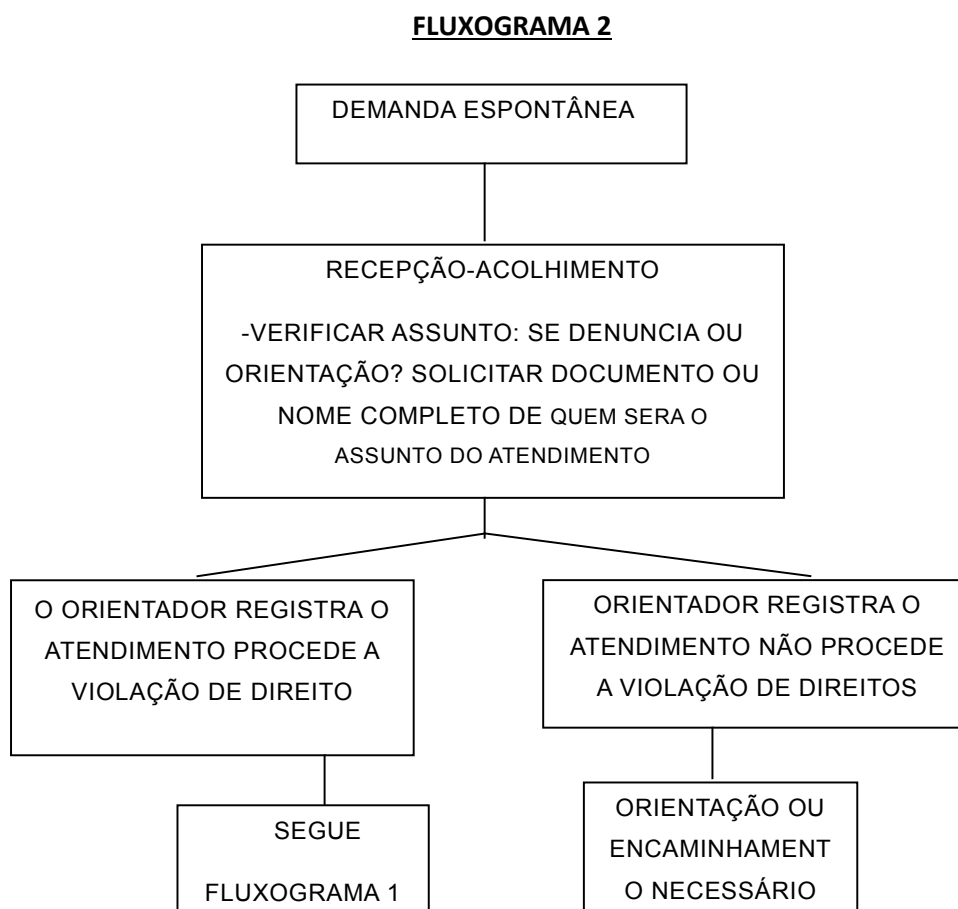 FLUXOGRAMA 2
DEMANDA ESPONTÂNEA
RECEPÇÃO-ACOLHIMENTO
-VERIFICAR ASSUNTO: SE DENUNCIA OU
ORIENTAÇÃO? SOLICITAR DOCUMENTO OU
NOME COMPLETO DE QUEM SERA O
ASSUNTO DO ATENDIMENTO
O ORIENTADOR REGISTRA O
ATENDIMENTO PROCEDE A
VIOLAÇÃO DE DIREITO
ORIENTADOR REGISTRA O
ATENDIMENTO NÃO PROCEDE
A VIOLAÇÃO DE DIREITOS
SEGUE
FLUXOGRAMA 1
ORIENTAÇÃO OU
ENCAMINHAMENT
O NECESSÁRIO